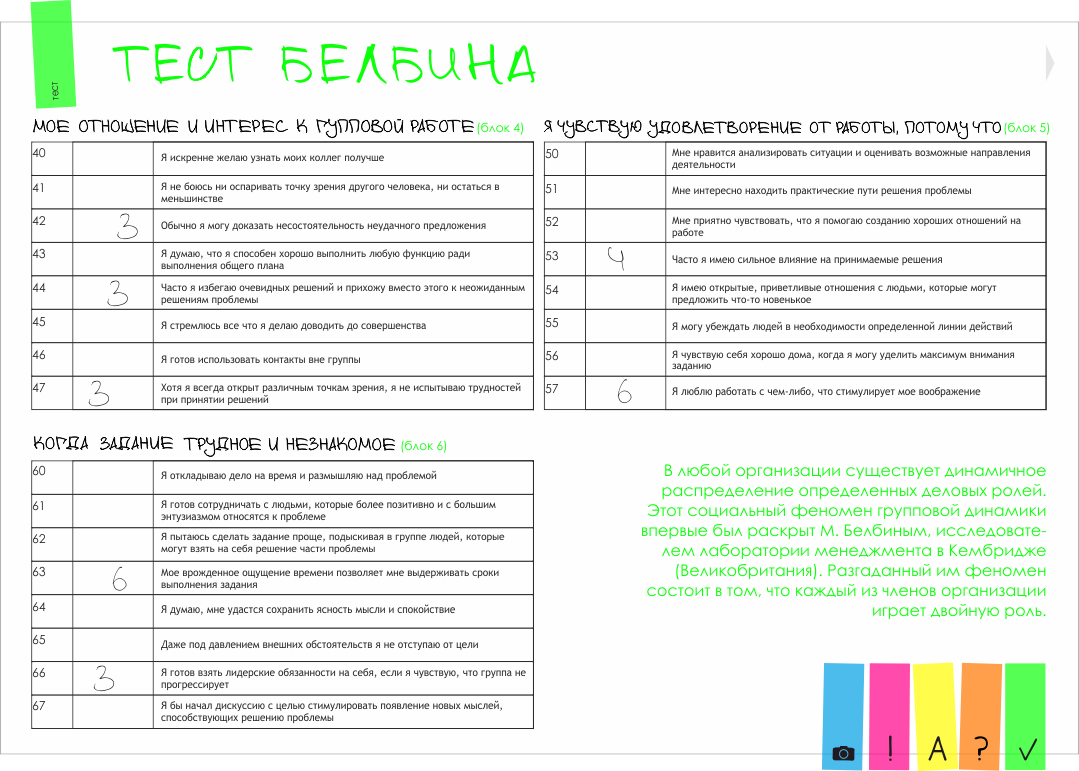 тест
ТЕСТ БЕЛБИНА
МОЕ ОТНОШЕНИЕ И ИНТЕРЕС К ГУППОВОЙ РАБОТЕ (блок 4)
40 Я искренне желаю узнать моих коллег получше
41 Я не боюсь ни оспаривать точку зрения другого человека, ни остаться в
меньшинстве
42 3 Обычно я могу доказать несостоятельность неудачного предложения
43 Я думаю, что я способен хорошо выполнить любую функцию ради
выполнения общего плана
44 3 Часто я избегаю очевидных решений и прихожу вместо этого к неожиданным
решениям проблемы
45 Я стремлюсь все что я делаю доводить до совершенства
46 Я готов использовать контакты вне группы
47 3 Хотя я всегда открыт различным точкам зрения, я не испытываю трудностей
при принятии решений
Я ЧУВСТВУЮ УДОВЛЕТВОРЕНИЕ ОТ РАБОТЫ, ПОТОМУ ЧТО (блок 5)
50 Мне нравится анализировать ситуации и оценивать возможные направления
деятельности
51 Мне интересно находить практические пути решения проблемы
52 Мне приятно чувствовать, что я помогаю созданию хороших отношений на
работе
53 4 Часто я имею сильное влияние на принимаемые решения
54 Я имею открытые, приветливые отношения с людьми, которые могут
предложить что-то новенькое
55 Я могу убеждать людей в необходимости определенной линии действий
56 Я чувствую себя хорошо дома, когда я могу уделить максимум внимания
заданию
57 6 Я люблю работать с чем-либо, что стимулирует мое воображение
КОГДА ЗАДАНИЕ ТРУДНОЕ И НЕЗНАКОМОЕ (блок 6)
60 Я откладываю дело на время и размышляю над проблемой
61 Я готов сотрудничать с людьми, которые более позитивно и с большим
энтузиазмом относятся к проблеме
62 Я пытаюсь сделать задание проще, подыскивая в группе людей, которые
могут взять на себя решение части проблемы
63 6 Мое врожденное ощущение времени позволяет мне выдерживать сроки
выполнения задания
64 Я думаю, мне удастся сохранить ясность мысли и спокойствие
65 Даже под давлением внешних обстоятельств я не отступаю от цели
66 3 Я готов взять лидерские обязанности на себя, если я чувствую, что группа не
прогрессирует
67 Я бы начал дискуссию с целью стимулировать появление новых мыслей,
способствующих решению проблемы
В любой организации существует динамичное
распределение определенных деловых ролей.
Этот социальный феномен групповой динамики
впервые был раскрыт М. Белбиным, исследовате-
лем лаборатории менеджмента в Кембридже
(Великобритания). Разгаданный им феномен
состоит в том, что каждый из членов организации
играет двойную роль.
! А ?